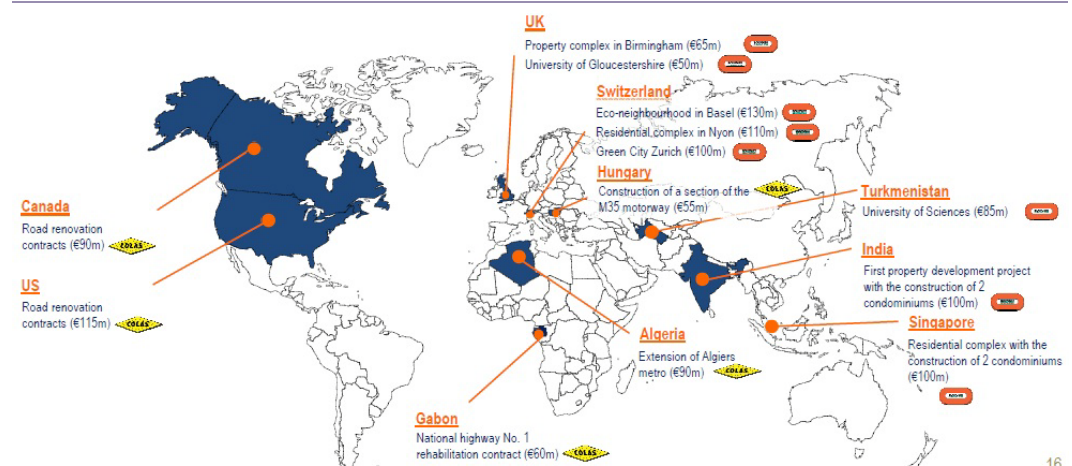 UK
Property complex in Birmingham (€65m)
University of Gloucestershire (€50m)
Switzerland
Eco-neighbourhood in Basel (€130m)
Residential complex in Nyon (€110m)
Green City Zurich (€100m)
Hungary
Construction of a section of the
M35 motorway (€55m)
COLAS
Turkmenistan
University of Sciences (€85m)
Canada
Road renovation
contracts (€90m)
COLAS
India
First property development project
with the construction of 2
condominiums (€100m)
US
Road renovation
contracts (€115m)
COLAS
Singapore
Residential complex with the
construction of 2 condominiums
(€100m)
Algeria
Extension of Algiers
metro (€90m)
COLAS
Gabon
National highway No. 1
rehabilitation contract (€60m)
COLAS
16